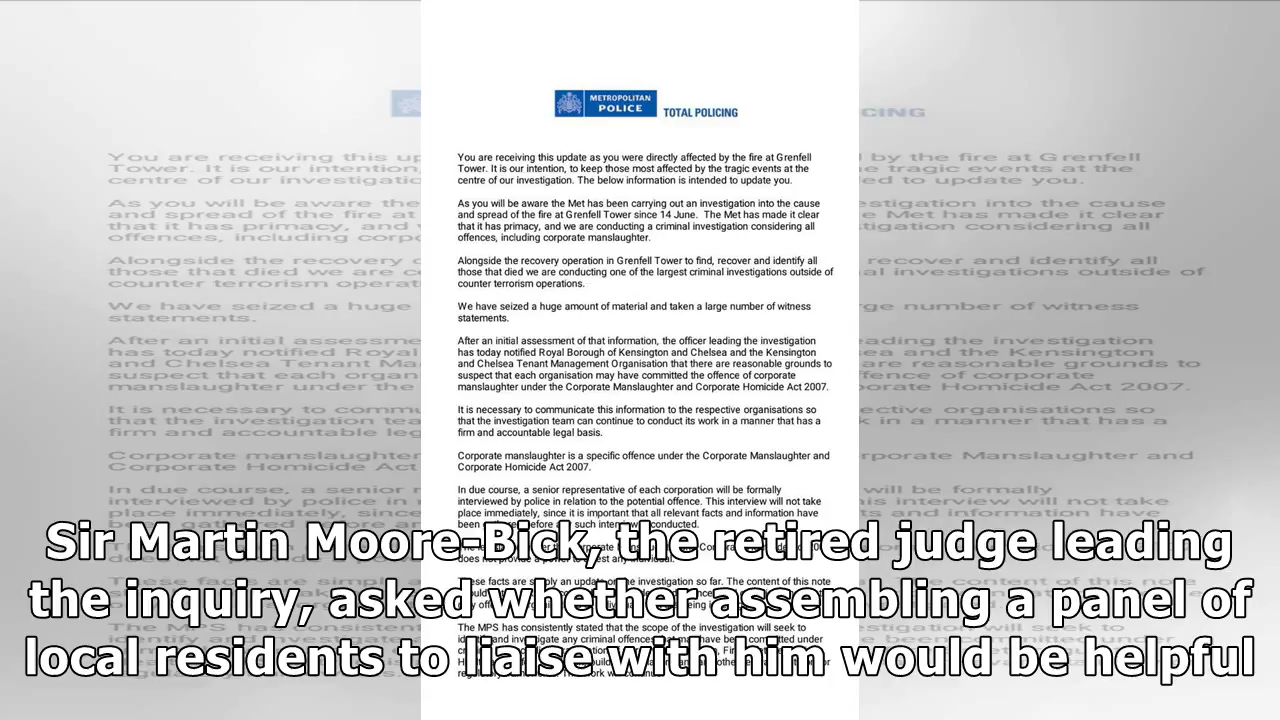 METROPOLITAN
POLICE
TOTAL POLICING
You are receiving this update as you were directly affected by the fire at Grenfell
Tower. It is our intention, to keep those most affected by the tragic events at the
centre of our investigation. The below information is intended to update you.
As you will be aware the Met has been carrying out an investigation into the cause
and spread of the fire at Grenfell Tower since 14 June. The Met has made it clear
that it has primacy, and we are conducting a criminal investigation considering all
offences, including corporate manslaughter.
Alongside the recovery operation in Grenfell Tower to find, recover and identify all
those that died we are conducting one of the largest criminal investigations outside of
counter terrorism operations.
We have seized a huge amount of material and taken a large number of witness
statements.
After an initial assessment of that information, the officer leading the investigation
has today notified Royal Borough of Kensington and Chelsea and the Kensington
and Chelsea Tenant Management Organisation that there are reasonable grounds to
suspect that each organisation may have committed the offence of corporate
manslaughter under the Corporate Manslaughter and Corporate Homicide Act 2007.
It is necessary to communicate this information to the respective organisations so
that the investigation team can continue to conduct its work in a manner that has a
firm and accountable legal basis.
Corporate manslaughter is a specific offence under the Corporate Manslaughter and
Corporate Homicide Act 2007.
In due course, a senior representative of each corporation will be formally
interviewed by police in relation to the potential offence. This interview will not take
place immediately, since it is important that all relevant facts and information have
Sir Martin Moore-Bick, the retired judge leading
the inquiry, asked whether assembling a panel of
local residents to liaise with him would be helpful